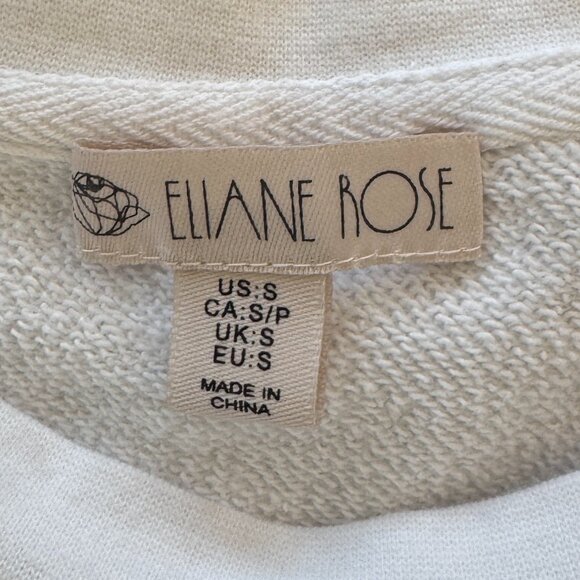 ELIANE ROSE
US:S
CA:S/P
UK:S
EU:S
MADE IN
CHINA